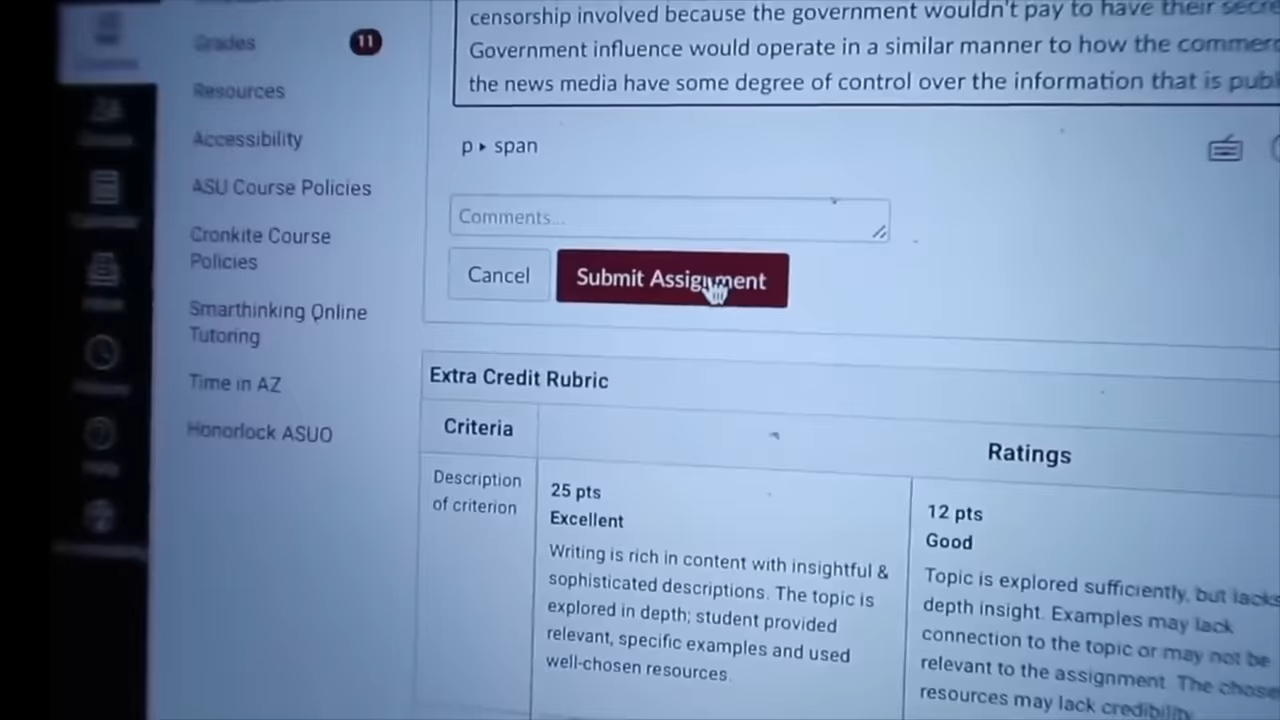 Grades
11
Resources
Accessibility
ASU Course Policies
Cronkite Course
Policies
Smarthinking Online
Tutoring
Time in AZ
Honorlock ASUO
censorship involved because the government wouldn't pay to have their
Government influence would operate in a similar manner to how the
the news media have some degree of control over the information that is
p ▸ span
Comments...
Cancel
Submit Assignment
Extra Credit Rubric
Criteria
Ratings
Description
of criterion
25 pts
Excellent
Writing is rich in content with insightful &
sophisticated descriptions. The topic is
explored in depth; student provided
relevant, specific examples and used
well-chosen resources.
12 pts
Good
Topic is explored sufficiently, but lacks
depth insight. Examples may lack
connection to the topic or may not be
relevant to the assignment. The
resources may lack credibility